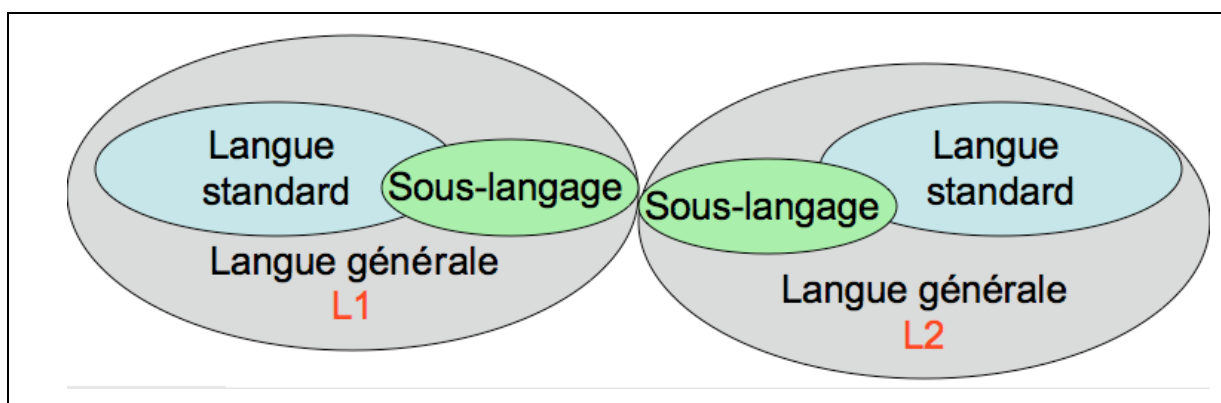 Langue
standard
Sous-langage
Langue générale
L1
Langue
standard
Sous-langage
Langue générale
L2